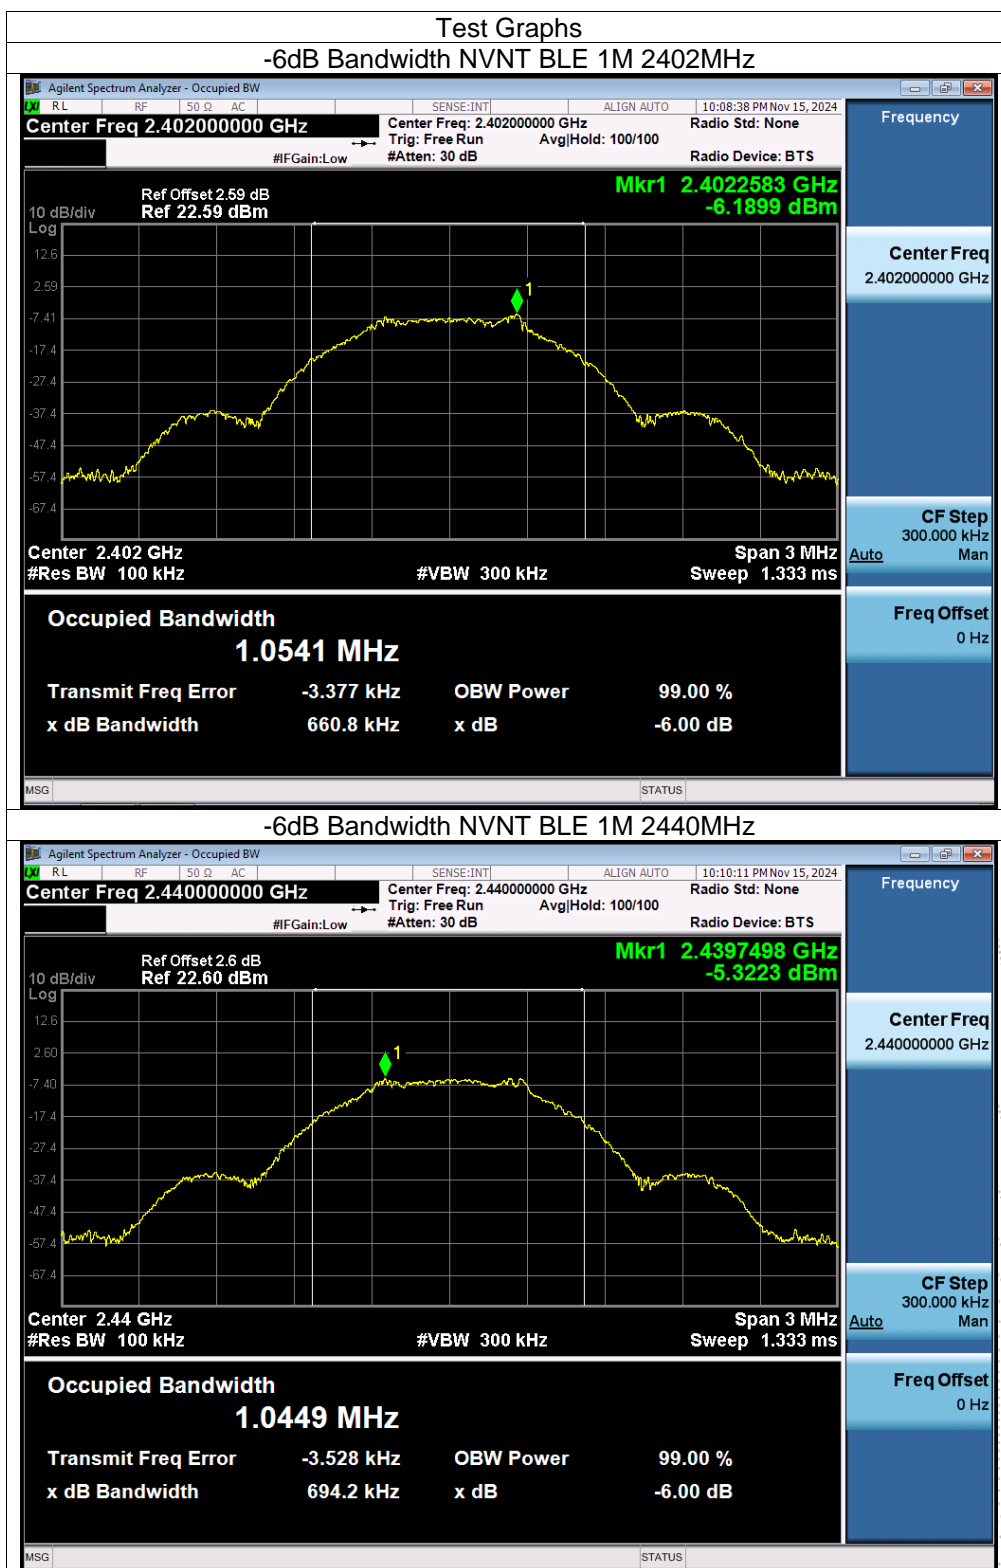 Test Graphs
-6dB Bandwidth NVNT BLE 1M 2402MHz
Agilent Spectrum Analyzer - Occupied BW
LXI RL RF 50 Ω AC SENSE:INT ALIGN AUTO 10:08:38 PM Nov 15, 2024
Center Freq 2.402000000 GHz Center Freq: 2.402000000 GHz Radio Std: None Frequency
Trig: Free Run Avg|Hold: 100/100
#IFGain:Low #Atten: 30 dB Radio Device: BTS
Mkr1 2.4022583 GHz
-6.1899 dBm
Ref Offset 2.59 dB
10 dB/div Ref 22.59 dBm
Log
12.6
2.59
-7.41
-17.4
-27.4
-37.4
-47.4
-57.4
-67.4
1
Center Freq
2.402000000 GHz
Center 2.402 GHz Span 3 MHz
#Res BW 100 kHz #VBW 300 kHz Sweep 1.333 ms
CF Step
300.000 kHz
Auto Man
Occupied Bandwidth
1.0541 MHz
Freq Offset
0 Hz
Transmit Freq Error -3.377 kHz OBW Power 99.00 %
x dB Bandwidth 660.8 kHz x dB -6.00 dB
MSG STATUS
-6dB Bandwidth NVNT BLE 1M 2440MHz
Agilent Spectrum Analyzer - Occupied BW
LXI RL RF 50 Ω AC SENSE:INT ALIGN AUTO 10:10:11 PM Nov 15, 2024
Center Freq 2.440000000 GHz Center Freq: 2.440000000 GHz Radio Std: None Frequency
Trig: Free Run Avg|Hold: 100/100
#IFGain:Low #Atten: 30 dB Radio Device: BTS
Mkr1 2.4397498 GHz
-5.3223 dBm
Ref Offset 2.6 dB
10 dB/div Ref 22.60 dBm
Log
12.6
2.60
-7.40
-17.4
-27.4
-37.4
-47.4
-57.4
-67.4
1
Center Freq
2.440000000 GHz
Center 2.44 GHz Span 3 MHz
#Res BW 100 kHz #VBW 300 kHz Sweep 1.333 ms
CF Step
300.000 kHz
Auto Man
Occupied Bandwidth
1.0449 MHz
Freq Offset
0 Hz
Transmit Freq Error -3.528 kHz OBW Power 99.00 %
x dB Bandwidth 694.2 kHz x dB -6.00 dB
MSG STATUS